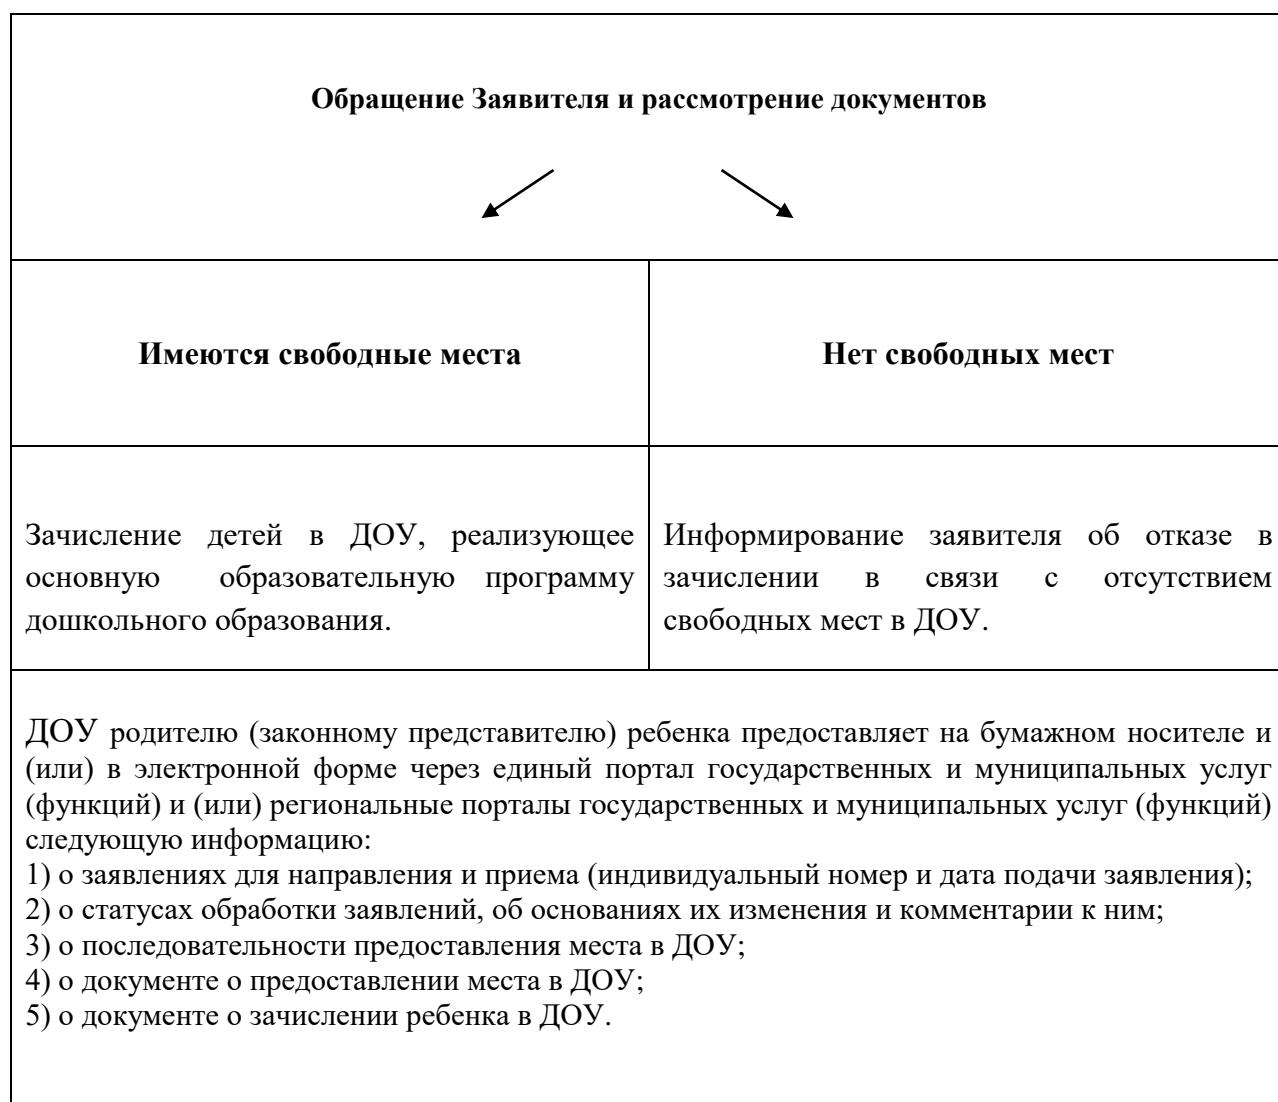 Обращение Заявителя и рассмотрение документов
Имеются свободные места
Нет свободных мест
Зачисление детей в ДОУ, реализующее
основную образовательную программу
дошкольного образования.
Информирование заявителя об отказе в
зачислении в связи с отсутствием
свободных мест в ДОУ.
ДОУ родителю (законному представителю) ребенка предоставляет на бумажном носителе и
(или) в электронной форме через единый портал государственных и муниципальных услуг
(функций) и (или) региональные порталы государственных и муниципальных услуг (функций)
следующую информацию:
1) о заявлениях для направления и приема (индивидуальный номер и дата подачи заявления);
2) о статусах обработки заявлений, об основаниях их изменения и комментарии к ним;
3) о последовательности предоставления места в ДОУ;
4) о документе о предоставлении места в ДОУ;
5) о документе о зачислении ребенка в ДОУ.